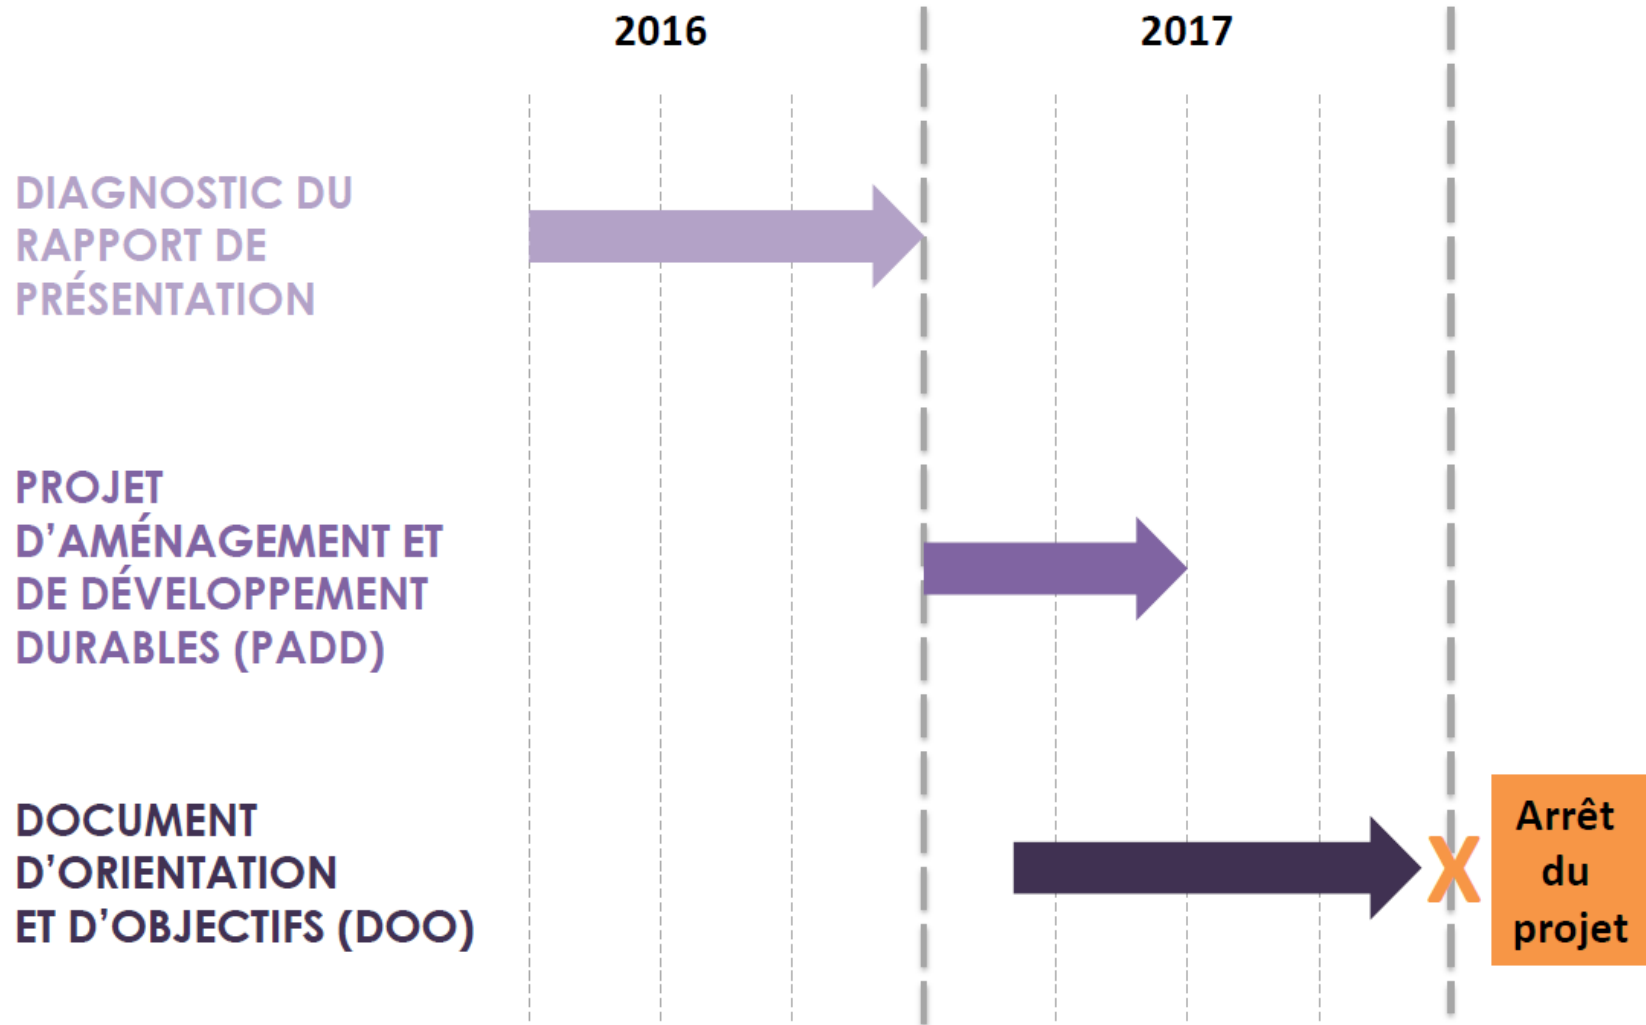 2016
2017
DIAGNOSTIC DU
RAPPORT DE
PRÉSENTATION
PROJET
D’AMÉNAGEMENT ET
DE DÉVELOPPEMENT
DURABLES (PADD)
DOCUMENT
D’ORIENTATION
ET D’OBJECTIFS (DOO)
X
Arrêt
du
projet